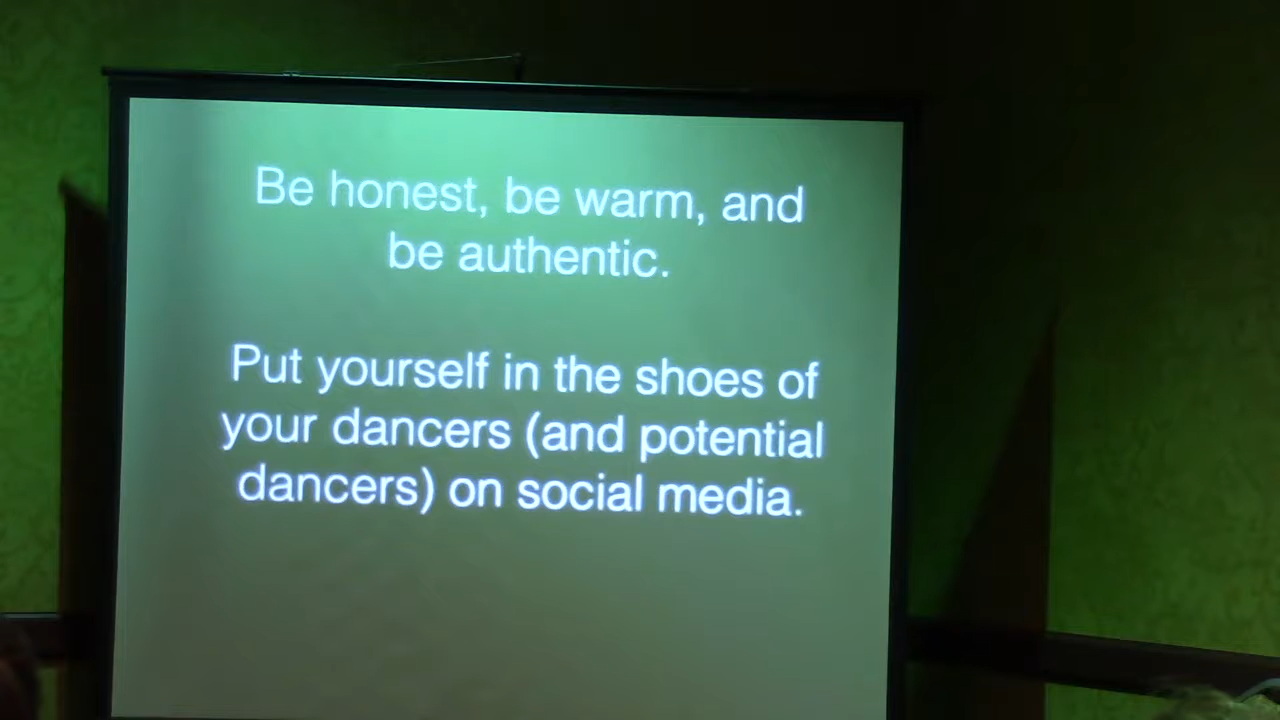 Be honest, be warm, and
be authentic.
Put yourself in the shoes of
your dancers (and potential
dancers) on social media.